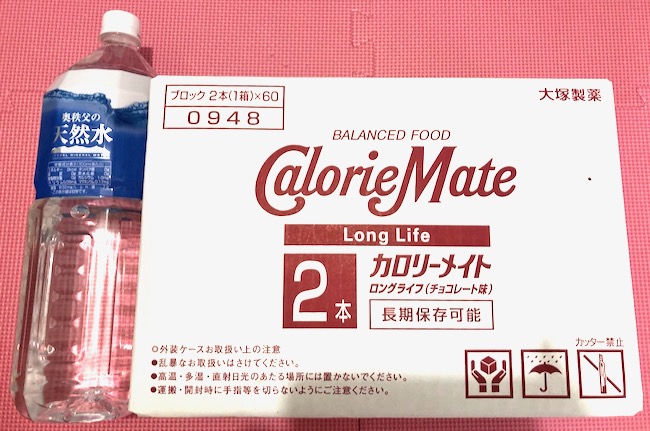 奥秩父の
天然水
ブロック 2本(1箱)×60
0948
大塚製薬
BALANCED FOOD
CalorieMate
Long Life
2本
カロリーメイト
ロングライフ(チョコレート味)
長期保存可能
○外装ケースお取扱い上の注意
●乱暴なお取扱いはさけてください。
●高温・多湿・直射日光のあたる場所には置かないでください。
●運搬・開封時に手指等を切らないようにご注意ください。
カッター禁止